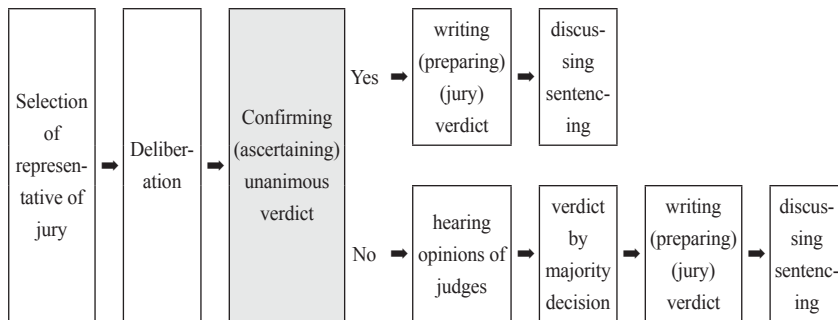 Selection
of
represen-
tative of
jury
Deliber-
ation
Confirming
(ascertaining)
unanimous
verdict
Yes
writing
(preparing)
(jury)
verdict
discus-
sing
sentenc-
ing
No
hearing
opinions of
judges
verdict
by
majority
decision
writing
(preparing)
(jury)
verdict
discus-
sing
sentenc-
ing